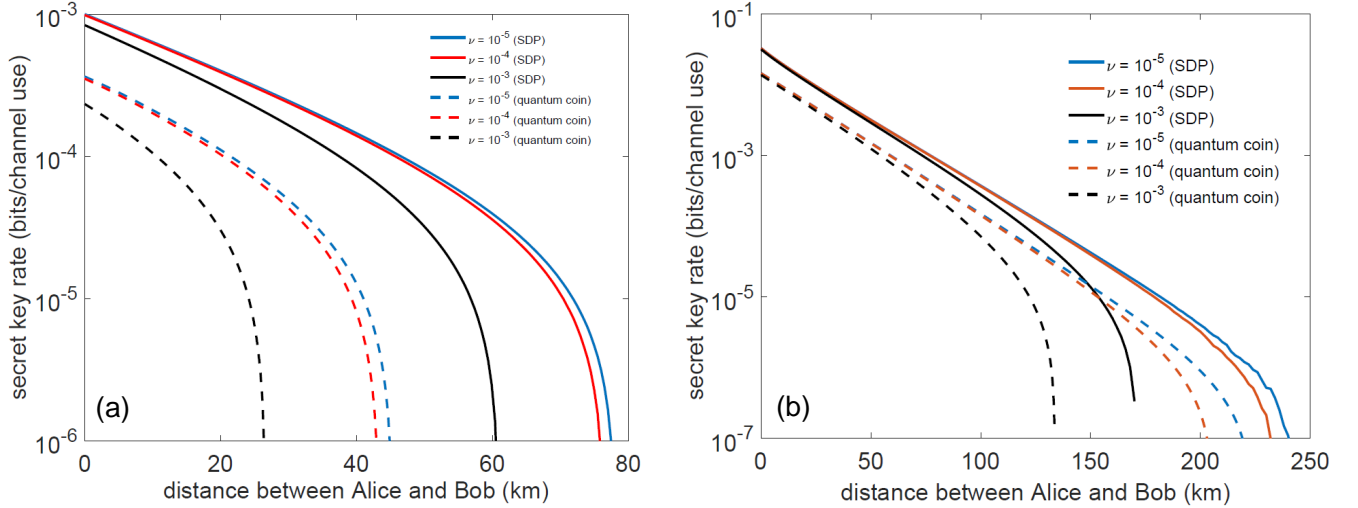 secret key rate (bits/channel use)
10⁻³
10⁻⁴
10⁻⁵
10⁻⁶
ν = 10⁻⁵ (SDP)
ν = 10⁻⁴ (SDP)
ν = 10⁻³ (SDP)
ν = 10⁻⁵ (quantum coin)
ν = 10⁻⁴ (quantum coin)
ν = 10⁻³ (quantum coin)
(a)
0 20 40 60 80
distance between Alice and Bob (km)
secret key rate (bits/channel use)
10⁻¹
10⁻³
10⁻⁵
10⁻⁷
ν = 10⁻⁵ (SDP)
ν = 10⁻⁴ (SDP)
ν = 10⁻³ (SDP)
ν = 10⁻⁵ (quantum coin)
ν = 10⁻⁴ (quantum coin)
ν = 10⁻³ (quantum coin)
(b)
0 50 100 150 200 250
distance between Alice and Bob (km)